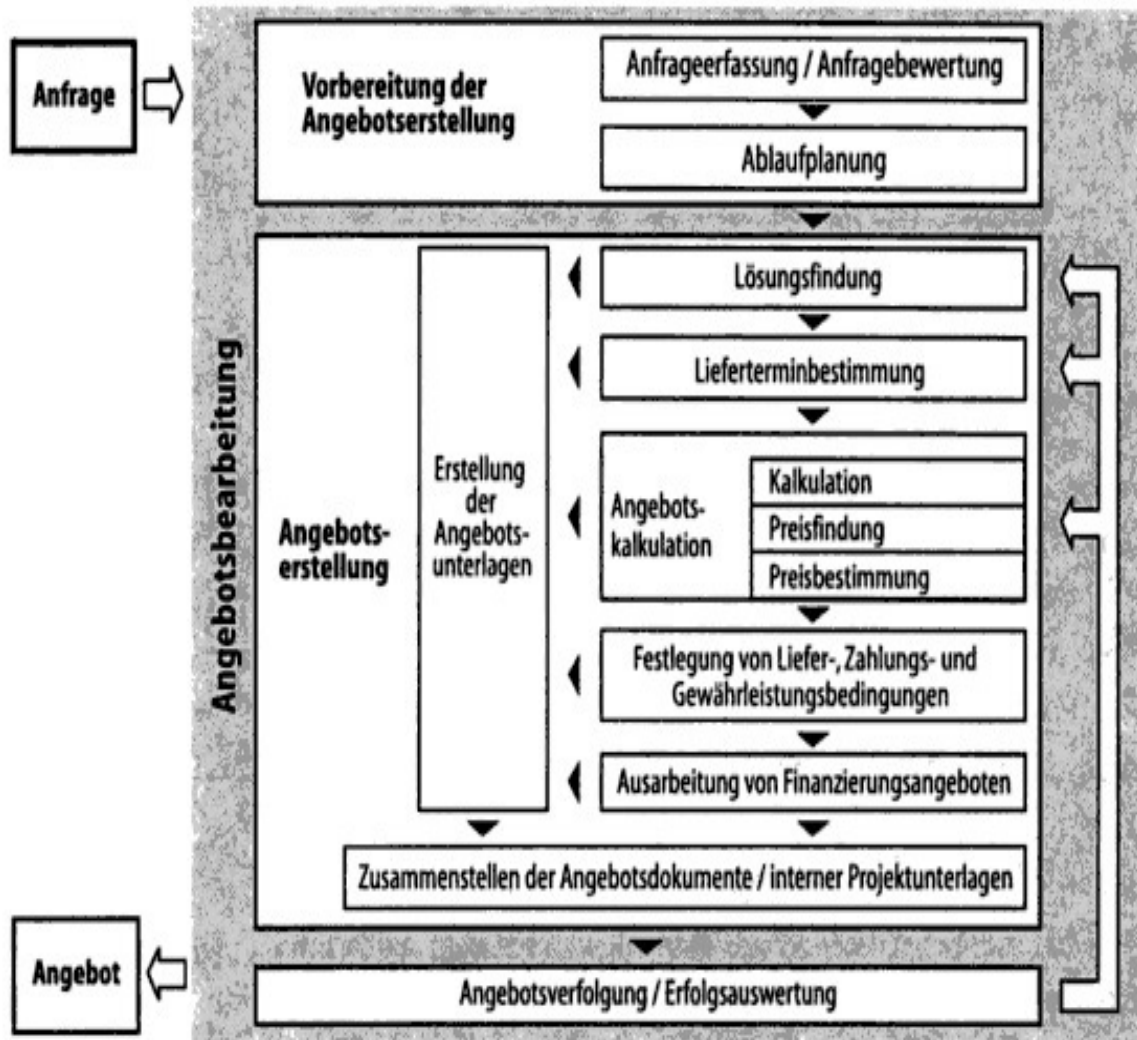 Anfrage
Vorbereitung der
Angebotserstellung
Anfrageerfassung / Anfragebewertung
Ablaufplanung
Angebotsbearbeitung
Angebots-
erstellung
Erstellung
der
Angebots-
unterlagen
Lösungsfindung
Lieferterminbestimmung
Angebots-
kalkulation
Kalkulation
Preisfindung
Preisbestimmung
Festlegung von Liefer-, Zahlungs- und
Gewährleistungsbedingungen
Ausarbeitung von Finanzierungsangeboten
Zusammenstellen der Angebotsdokumente / interner Projektunterlagen
Angebot
Angebotsverfolgung / Erfolgsauswertung